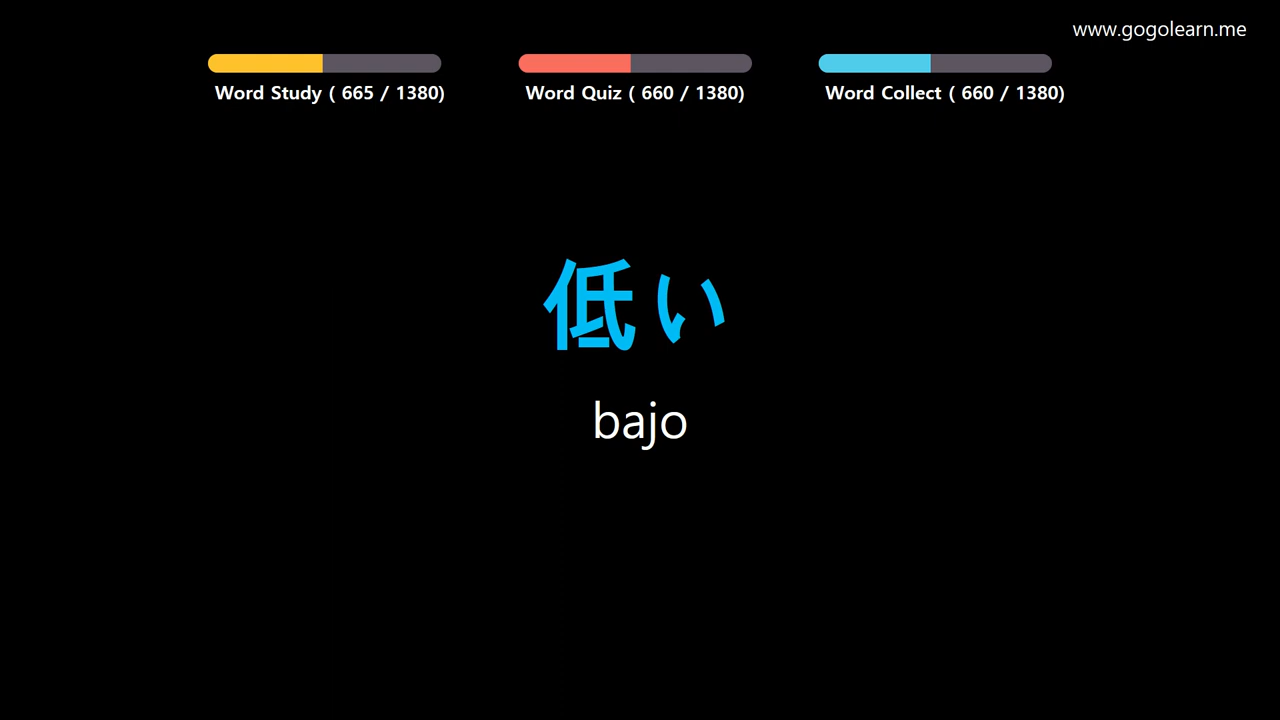 www.gogolearn.me
Word Study ( 665 / 1380)
Word Quiz ( 660 / 1380)
Word Collect ( 660 / 1380)
低い
bajo